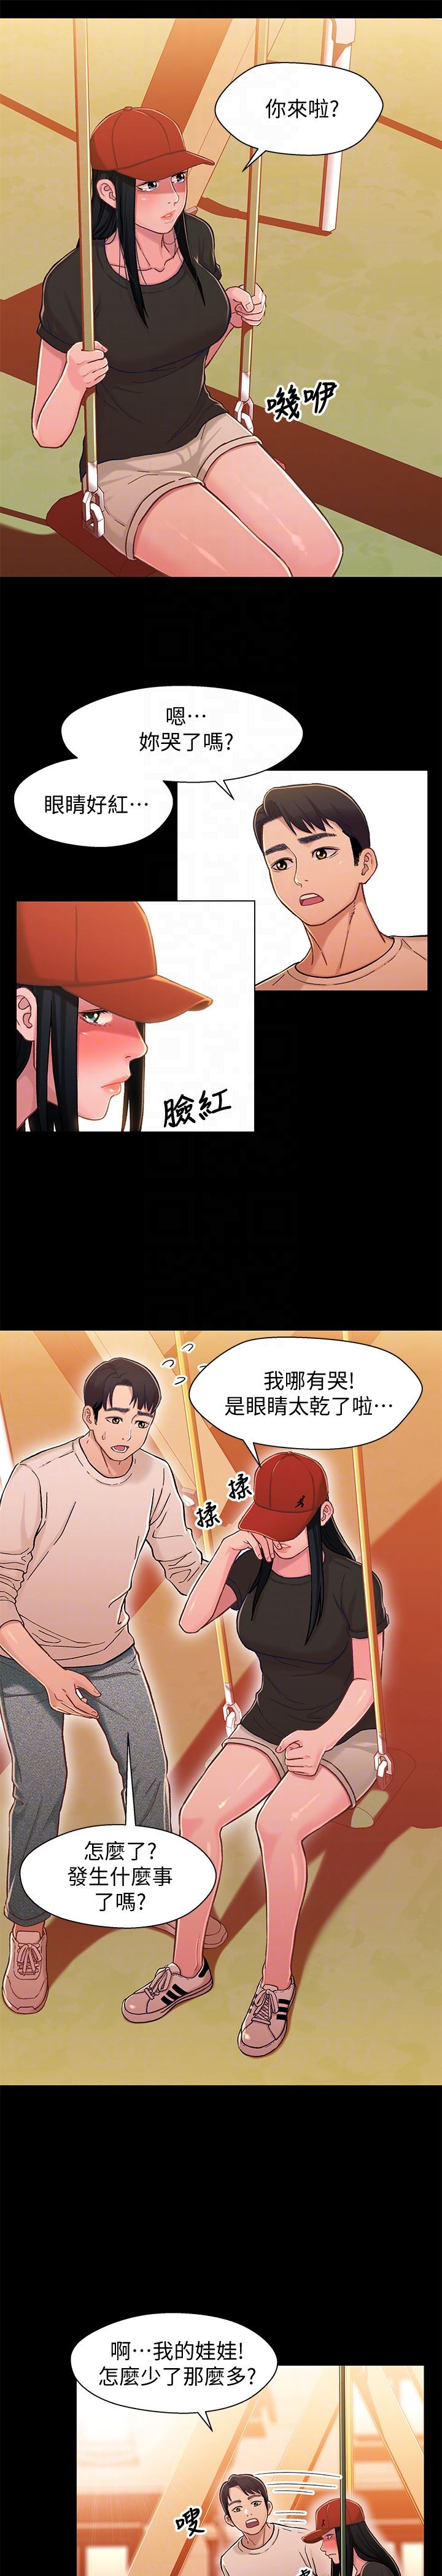 你來啦?
嘰咿
嗯⋯
妳哭了嗎?
眼睛好紅⋯
臉紅
我哪有哭!
是眼睛太乾了啦⋯
揉揉
怎麼了?
發生什麼事
了嗎?
啊⋯我的娃娃!
怎麼少了那麼多?
嗖